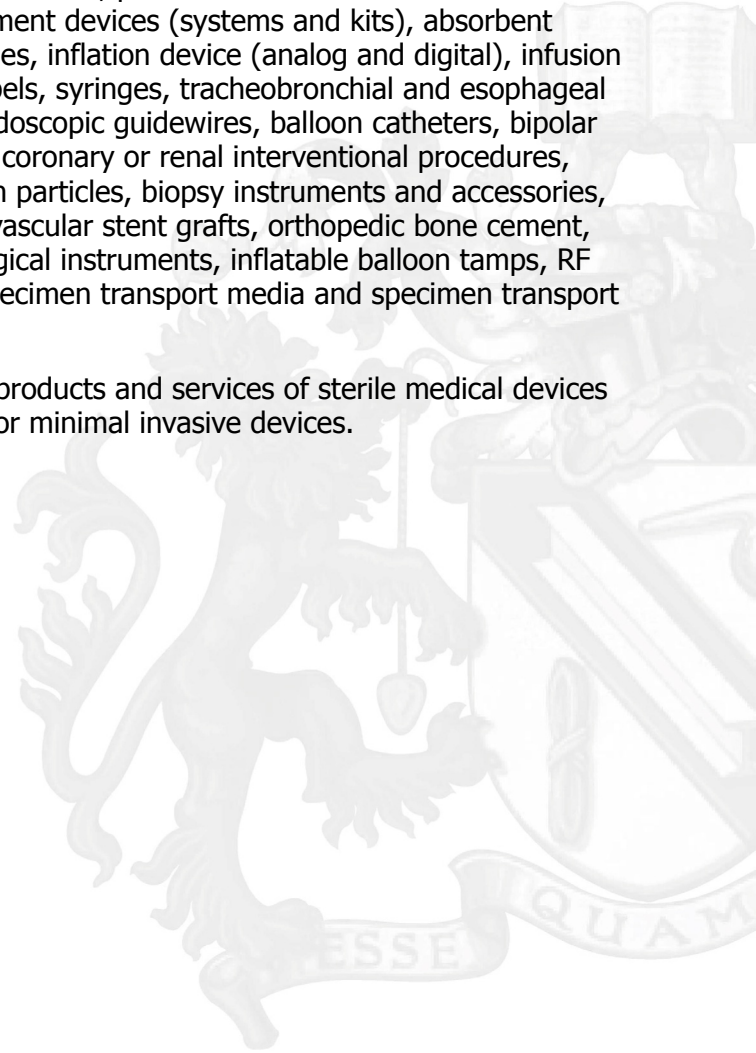 ment devices (systems and kits), absorbent
es, inflation device (analog and digital), infusion
pels, syringes, tracheobronchial and esophageal
doscopic guidewires, balloon catheters, bipolar
coronary or renal interventional procedures,
n particles, biopsy instruments and accessories,
vascular stent grafts, orthopedic bone cement,
gical instruments, inflatable balloon tamps, RF
pecimen transport media and specimen transport
products and services of sterile medical devices
or minimal invasive devices.
ESSE
QUAM